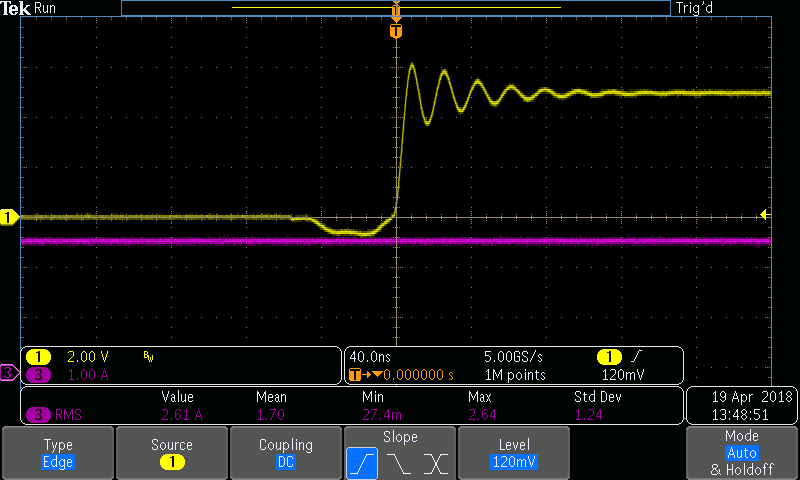 Tek Run Trig'd
T
T
1
3
1 2.00 V BW
3 1.00 A
40.0ns 5.00GS/s 1
T→▼0.000000 s 1M points 120mV
Value Mean Min Max Std Dev
3 RMS 2.61 A 1.70 27.4m 2.64 1.24
19 Apr 2018
13:48:51
Type
Edge
Source
1
Coupling
DC
Slope
Level
120mV
Mode
Auto
& Holdoff